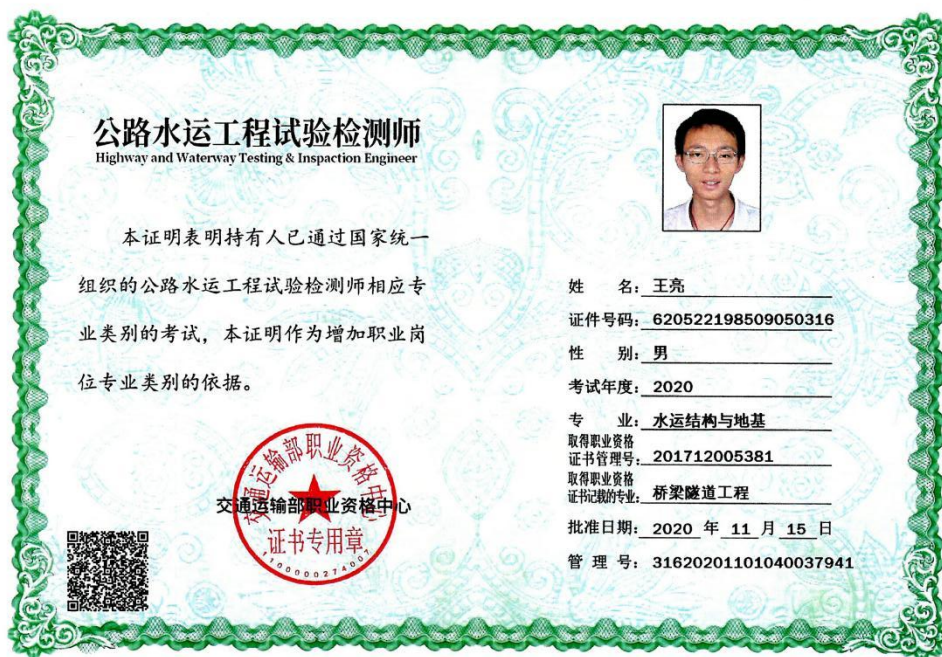 公路水运工程试验检测师
Highway and Waterway Testing & Inspaction Engineer
本证明表明持有人已通过国家统一
组织的公路水运工程试验检测师相应专
业类别的考试，本证明作为增加职业岗
位专业类别的依据。
交通运输部职业资格中心
交通运输部职业资格中心
证书专用章
1100000274007
姓 名：王亮
证件号码：620522198509050316
性 别：男
考试年度：2020
专 业：水运结构与地基
取得职业资格
证书管理号：201712005381
取得职业资格
证书记载的专业：桥梁隧道工程
批准日期：2020 年 11 月 15 日
管 理 号：31620201101040037941